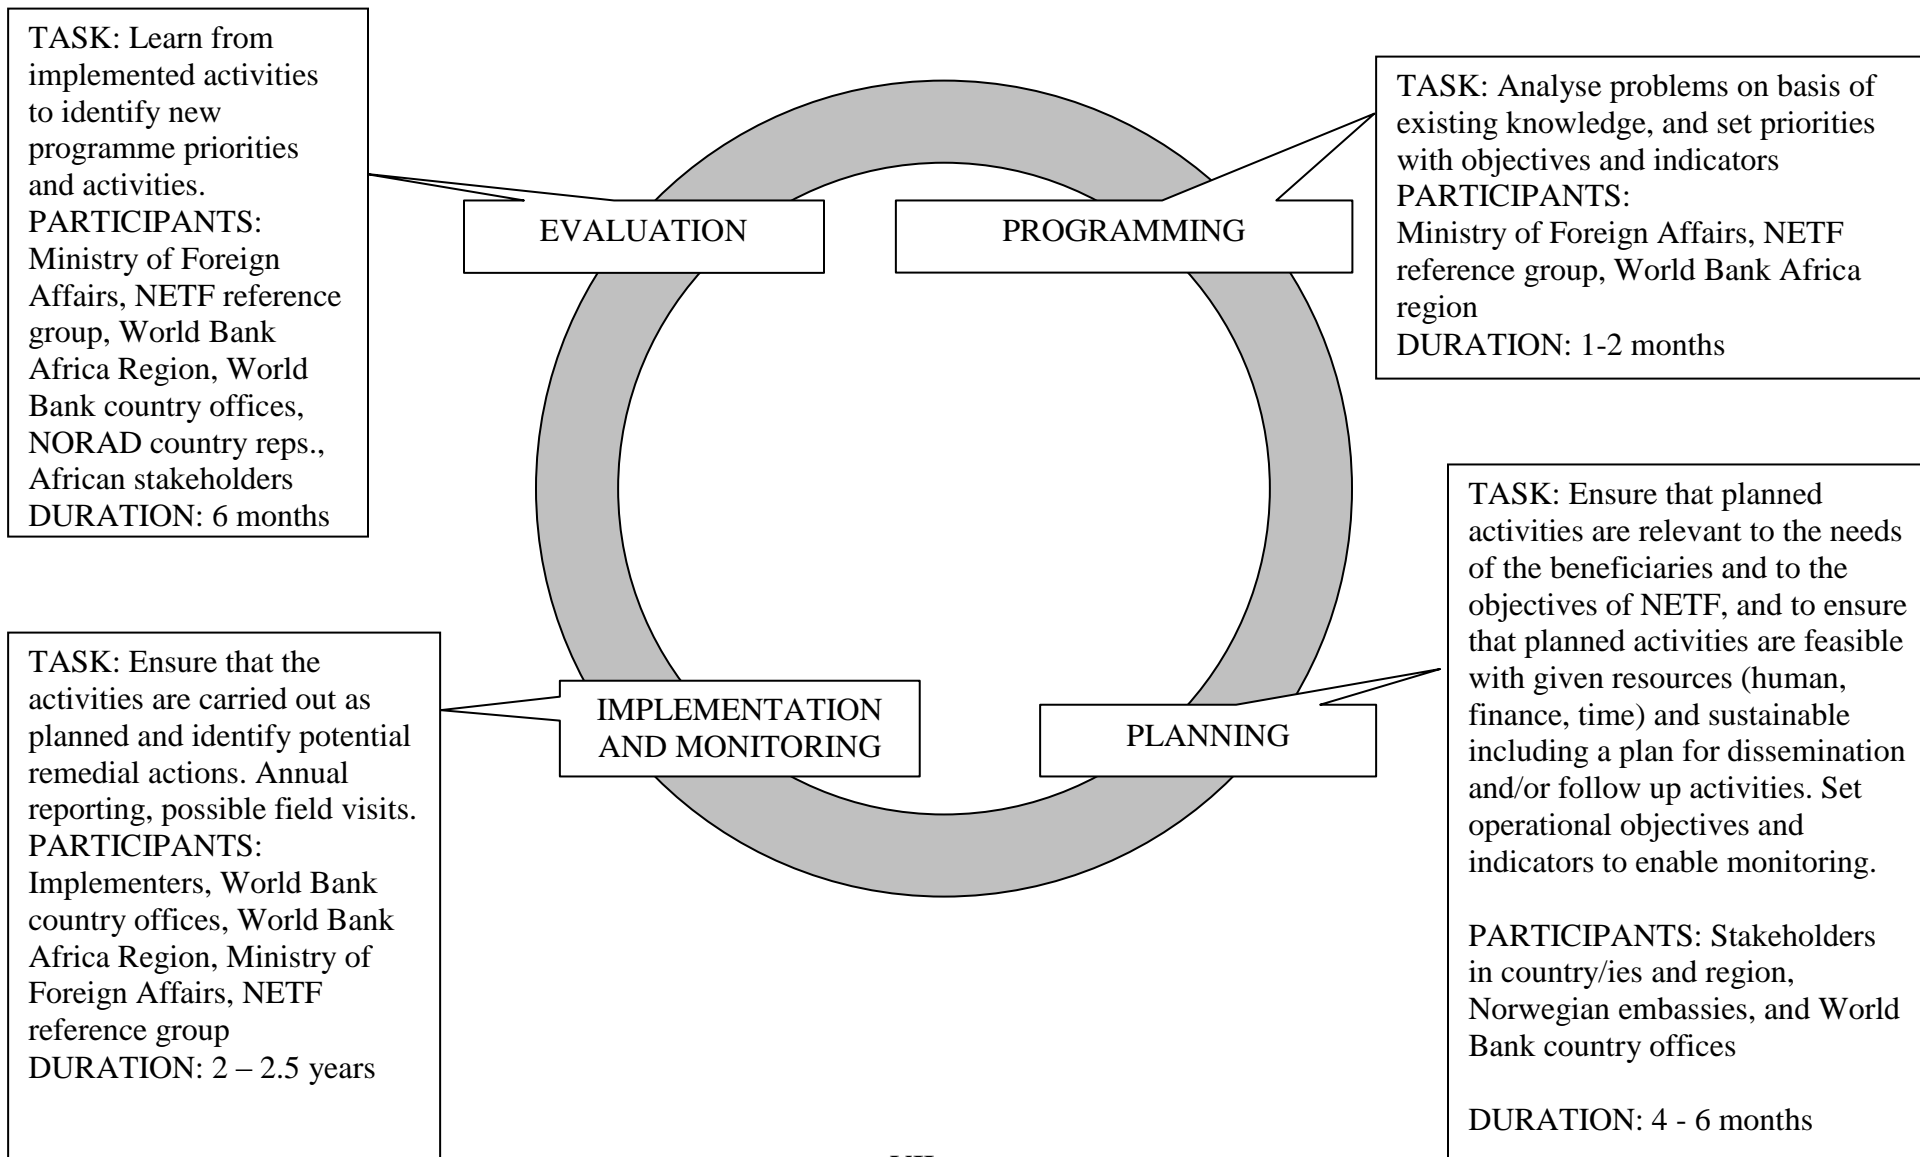 TASK: Learn from
implemented activities
to identify new
programme priorities
and activities.
PARTICIPANTS:
Ministry of Foreign
Affairs, NETF reference
group, World Bank
Africa Region, World
Bank country offices,
NORAD country reps.,
African stakeholders
DURATION: 6 months
EVALUATION
PROGRAMMING
TASK: Analyse problems on basis of
existing knowledge, and set priorities
with objectives and indicators
PARTICIPANTS:
Ministry of Foreign Affairs, NETF
reference group, World Bank Africa
region
DURATION: 1-2 months
TASK: Ensure that the
activities are carried out as
planned and identify potential
remedial actions. Annual
reporting, possible field visits.
PARTICIPANTS:
Implementers, World Bank
country offices, World Bank
Africa Region, Ministry of
Foreign Affairs, NETF
reference group
DURATION: 2 – 2.5 years
IMPLEMENTATION
AND MONITORING
PLANNING
TASK: Ensure that planned
activities are relevant to the needs
of the beneficiaries and to the
objectives of NETF, and to ensure
that planned activities are feasible
with given resources (human,
finance, time) and sustainable
including a plan for dissemination
and/or follow up activities. Set
operational objectives and
indicators to enable monitoring.
PARTICIPANTS: Stakeholders
in country/ies and region,
Norwegian embassies, and World
Bank country offices
DURATION: 4 - 6 months